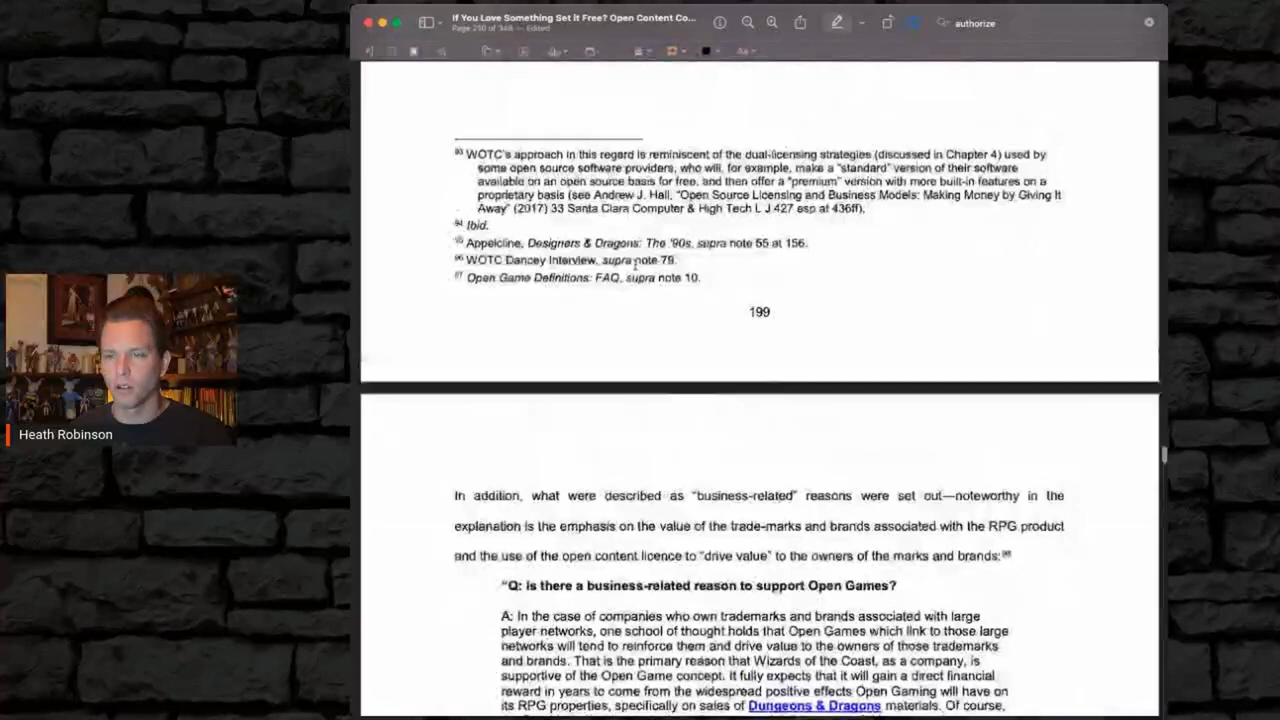 If You Love Something Set it Free? Open Content Co...
Page 210 of 348 — Edited
authorize
93 WOTC's approach in this regard is reminiscent of the dual-licensing strategies (discussed in Chapter 4) used by
some open source software providers, who will, for example, make a "standard" version of their software
available on an open source basis for free, and then offer a "premium" version with more built-in features on a
proprietary basis (see Andrew J. Hall, "Open Source Licensing and Business Models: Making Money by Giving It
Away" (2017) 33 Santa Clara Computer & High Tech L J 427 esp at 436ff).
94 Ibid.
95 Appelcline, Designers & Dragons: The '90s, supra note 55 at 156.
96 WOTC Dancey Interview, supra note 79.
97 Open Game Definitions: FAQ, supra note 10.
199
Heath Robinson
In addition, what were described as "business-related" reasons were set out—noteworthy in the
explanation is the emphasis on the value of the trade-marks and brands associated with the RPG product
and the use of the open content licence to "drive value" to the owners of the marks and brands:98
"Q: Is there a business-related reason to support Open Games?
A: In the case of companies who own trademarks and brands associated with large
player networks, one school of thought holds that Open Games which link to those large
networks will tend to reinforce them and drive value to the owners of those trademarks
and brands. That is the primary reason that Wizards of the Coast, as a company, is
supportive of the Open Game concept. It fully expects that it will gain a direct financial
reward in years to come from the widespread positive effects Open Gaming will have on
its RPG properties, specifically on sales of Dungeons & Dragons materials. Of course,